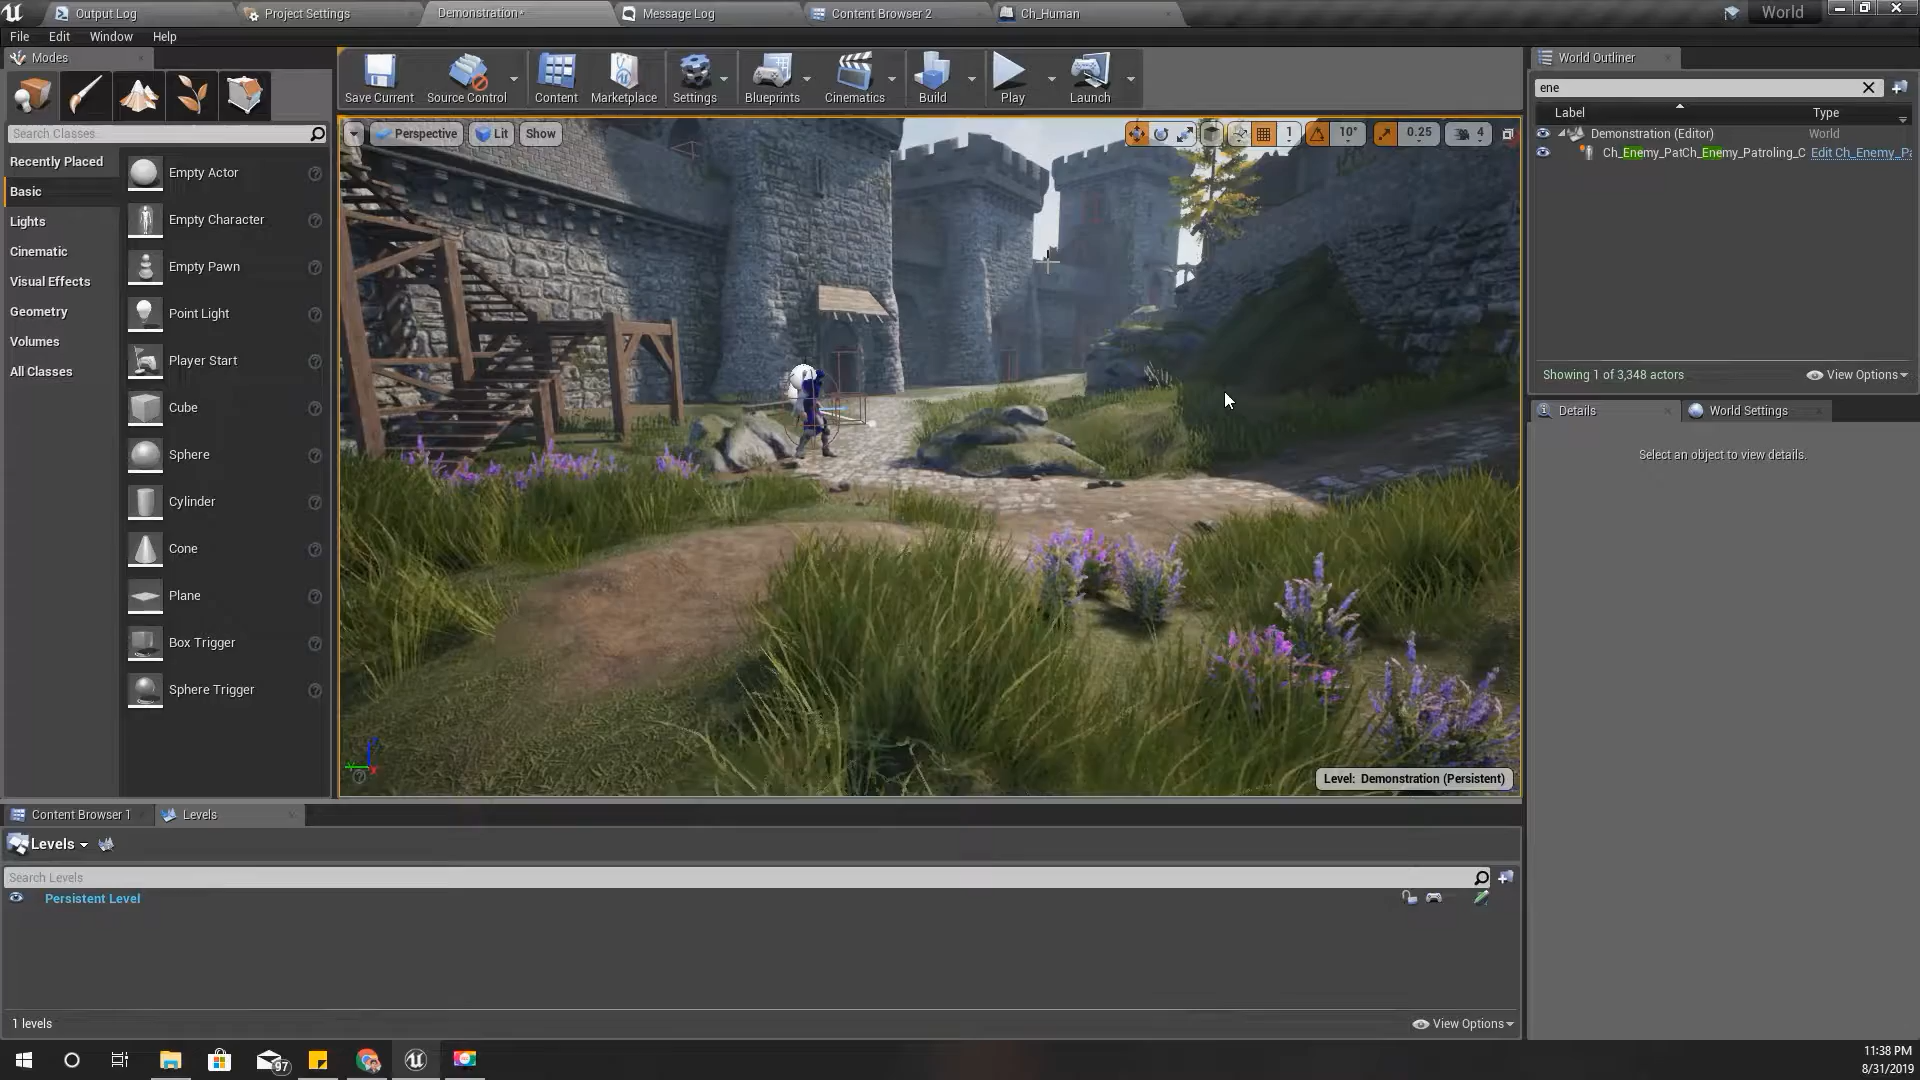 Output Log
Project Settings
Demonstration*
Message Log
Content Browser 2
Ch_Human
World
File
Edit
Window
Help
Modes
Save Current
Source Control
Content
Marketplace
Settings
Blueprints
Cinematics
Build
Play
Launch
World Outliner
ene
Label
Type
Demonstration (Editor)
World
Ch_Enemy_PatCh_Enemy_Patroling_C
Edit Ch_Enemy_Pa
Showing 1 of 3,348 actors
View Options
Search Classes
Recently Placed
Basic
Lights
Cinematic
Visual Effects
Geometry
Volumes
All Classes
Empty Actor
Empty Character
Empty Pawn
Point Light
Player Start
Cube
Sphere
Cylinder
Cone
Plane
Box Trigger
Sphere Trigger
Perspective
Lit
Show
1
10°
0.25
4
Level: Demonstration (Persistent)
Details
World Settings
Select an object to view details.
Content Browser 1
Levels
Levels
Search Levels
Persistent Level
1 levels
View Options
97
11:38 PM
8/31/2019